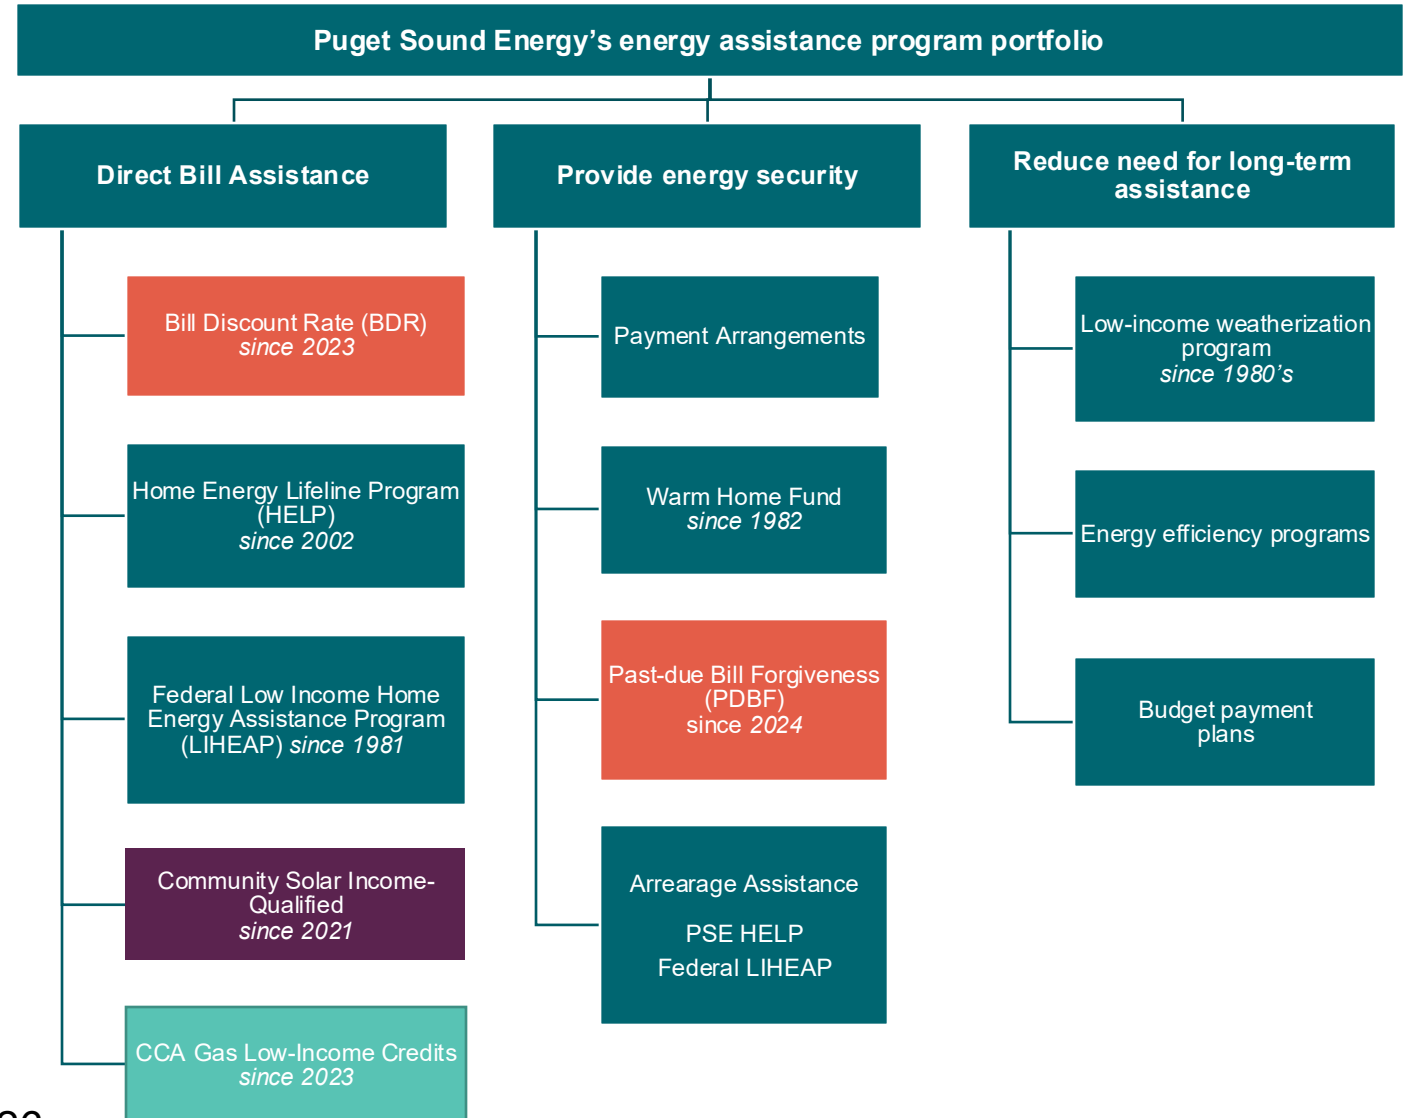 Puget Sound Energy’s energy assistance program portfolio
Direct Bill Assistance
Bill Discount Rate (BDR)
since 2023
Home Energy Lifeline Program
(HELP)
since 2002
Federal Low Income Home
Energy Assistance Program
(LIHEAP) since 1981
Community Solar Income-
Qualified
since 2021
CCA Gas Low-Income Credits
since 2023
Provide energy security
Payment Arrangements
Warm Home Fund
since 1982
Past-due Bill Forgiveness
(PDBF)
since 2024
Arrearage Assistance
PSE HELP
Federal LIHEAP
Reduce need for long-term
assistance
Low-income weatherization
program
since 1980’s
Energy efficiency programs
Budget payment
plans